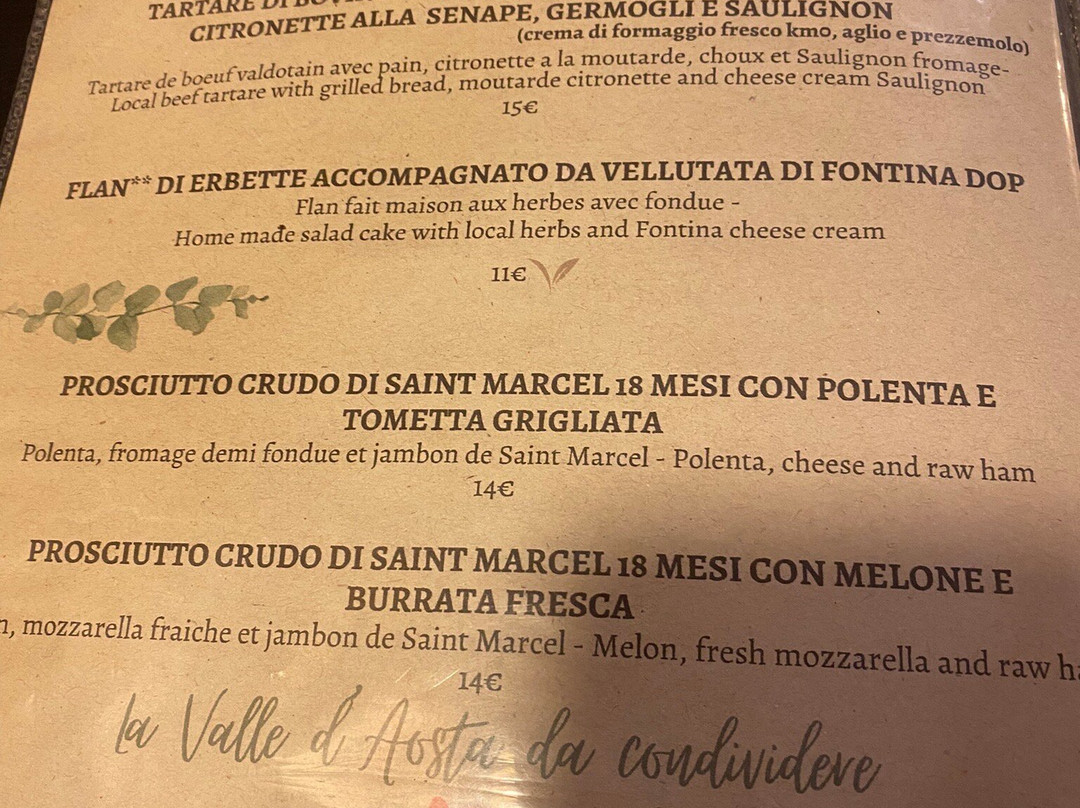 TARTARE DI
CITRONETTE ALLA SENAPE, GERMOGLI E SAULIGNON
(crema di formaggio fresco km0, aglio e prezzemolo)
Tartare de boeuf valdotain avec pain, citronette a la moutarde, choux et Saulignon fromage-
Local beef tartare with grilled bread, moutarde citronette and cheese cream Saulignon
15€
FLAN** DI ERBETTE ACCOMPAGNATO DA VELLUTATA DI FONTINA DOP
Flan fait maison aux herbes avec fondue -
Home made salad cake with local herbs and Fontina cheese cream
11€
PROSCIUTTO CRUDO DI SAINT MARCEL 18 MESI CON POLENTA E
TOMETTA GRIGLIATA
Polenta, fromage demi fondue et jambon de Saint Marcel - Polenta, cheese and raw ham
14€
PROSCIUTTO CRUDO DI SAINT MARCEL 18 MESI CON MELONE E
BURRATA FRESCA
mozzarella fraiche et jambon de Saint Marcel - Melon, fresh mozzarella and raw
14€
la Valle d'Aosta da condividere